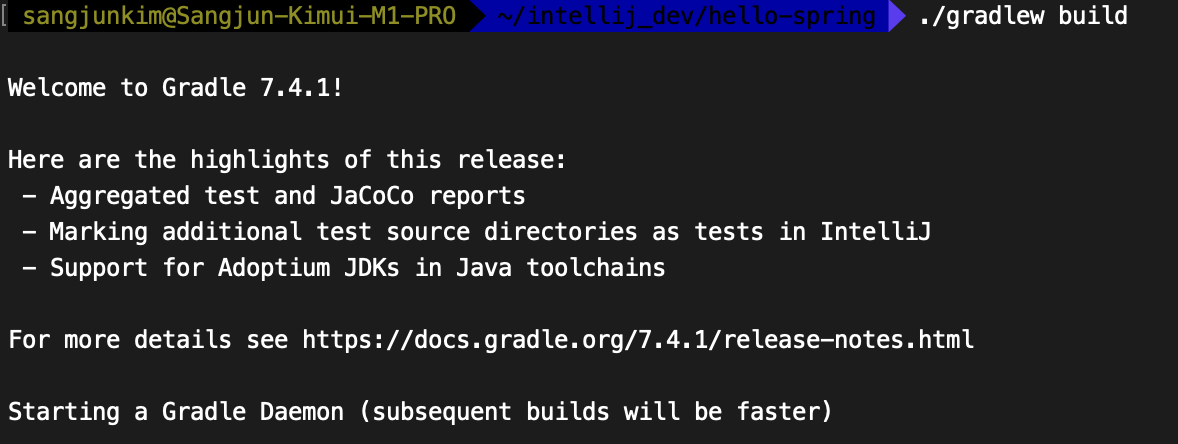 sangjunkim@Sangjun-Kimui-M1-PRO ~/intellij_dev/hello-spring ./gradlew build
Welcome to Gradle 7.4.1!
Here are the highlights of this release:
- Aggregated test and JaCoCo reports
- Marking additional test source directories as tests in IntelliJ
- Support for Adoptium JDKs in Java toolchains
For more details see https://docs.gradle.org/7.4.1/release-notes.html
Starting a Gradle Daemon (subsequent builds will be faster)